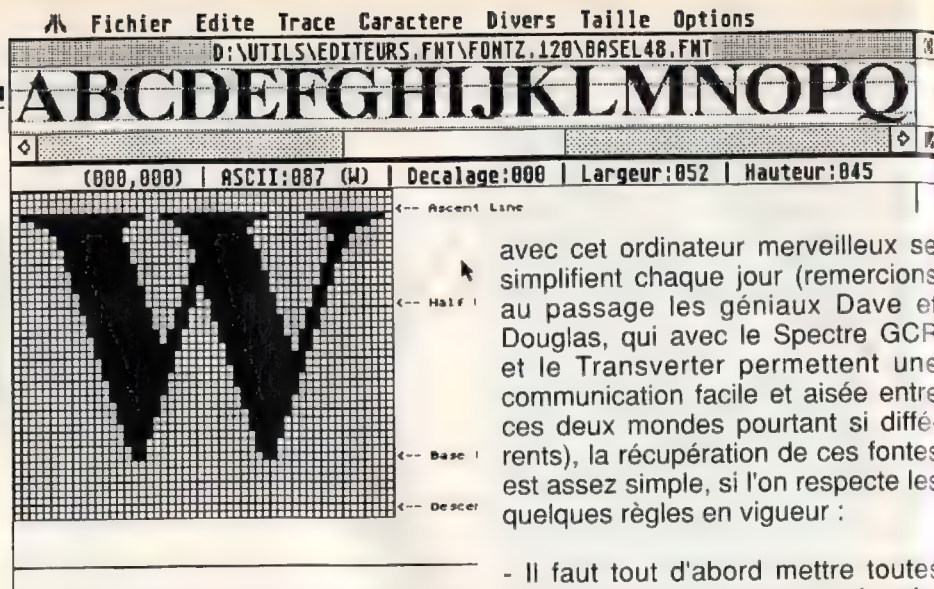 Fichier Edite Trace Caractere Divers Taille Options
D:\UTILS\EDITEURS.FNT\FONTZ.120\BASEL48.FNT
ABCDEFGHIJKLMNOPQ
(000,000) | ASCII:087 (W) | Decalage:000 | Largeur:052 | Hauteur:045
<-- Ascent Line
<-- Half
<-- Base
<-- Descen
W
avec cet ordinateur merveilleux se
simplifient chaque jour (remercions
au passage les géniaux Dave et
Douglas, qui avec le Spectre GCR
et le Transverter permettent une
communication facile et aisée entre
ces deux mondes pourtant si diffé-
rents), la récupération de ces fontes
est assez simple, si l'on respecte les
quelques règles en vigueur :
- Il faut tout d'abord mettre toutes